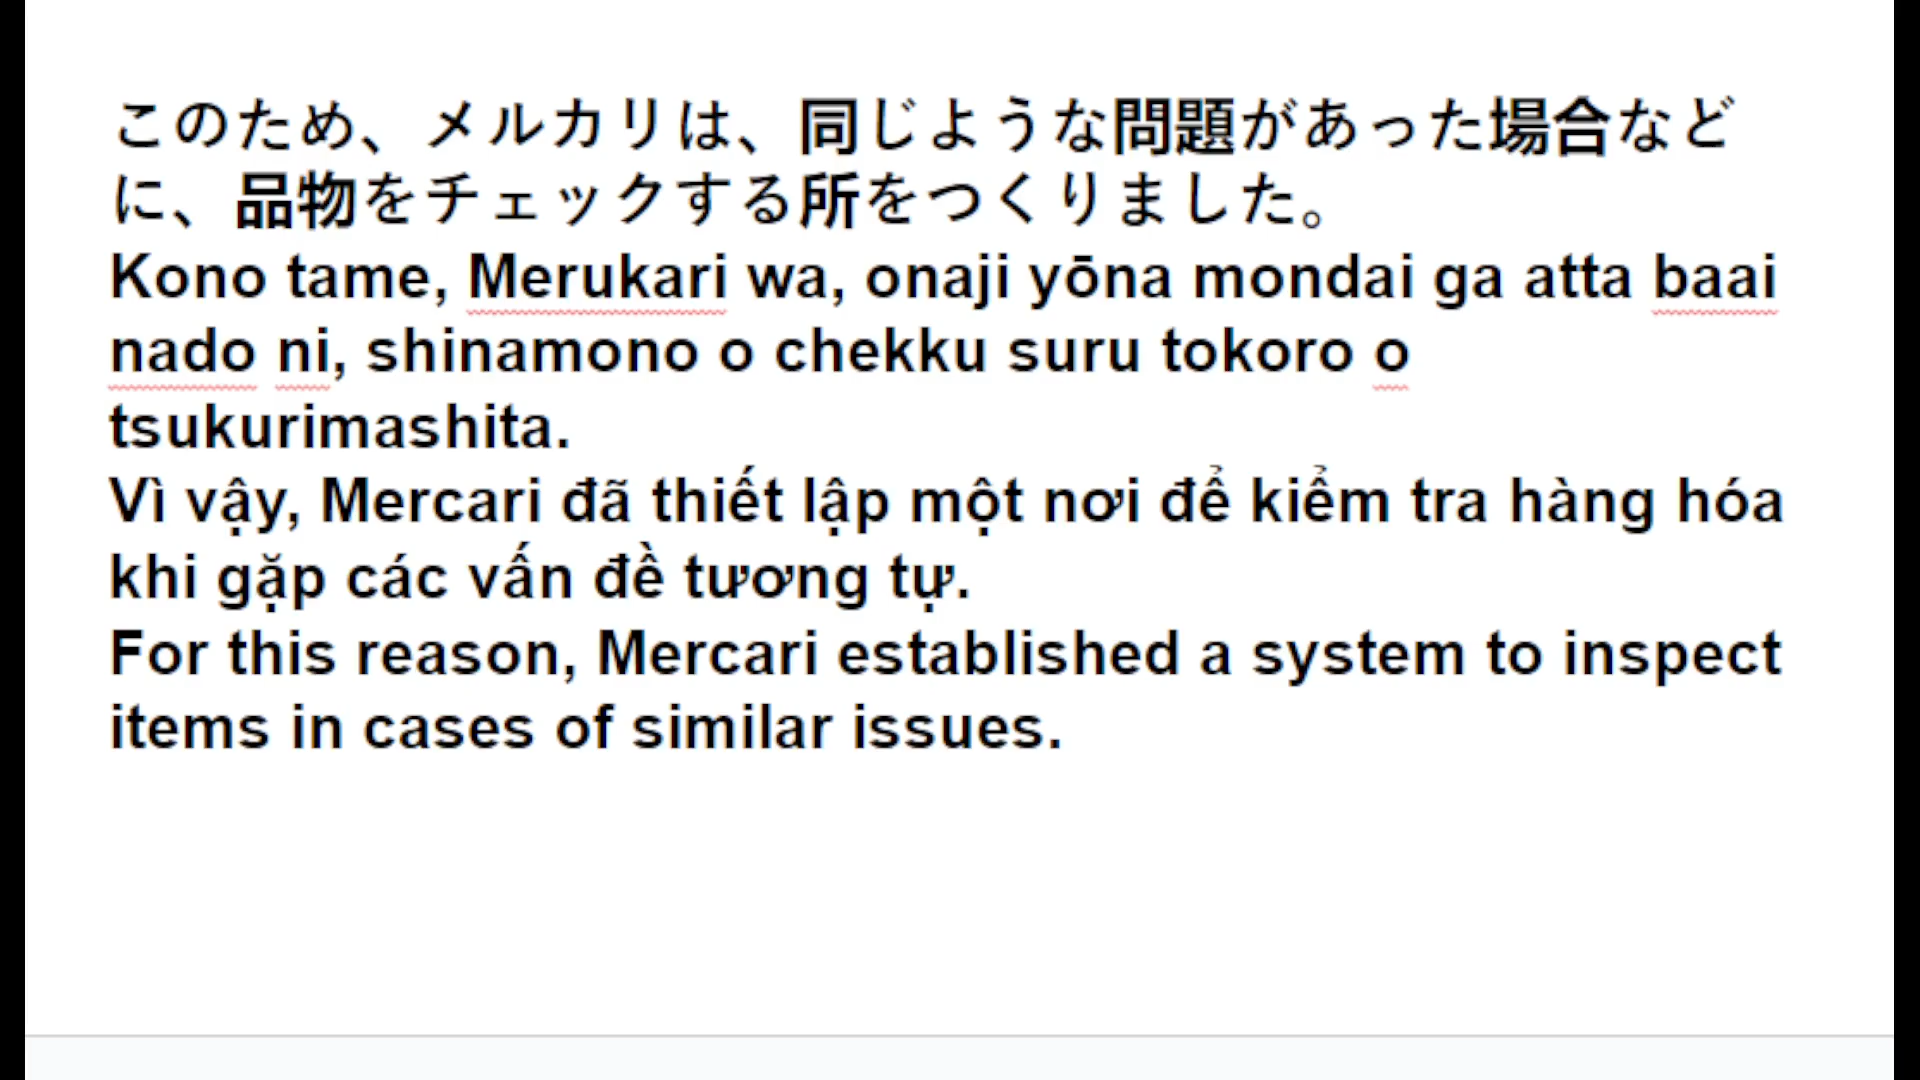 このため、メルカリは、同じような問題があった場合など
に、品物をチェックする所をつくりました。
Kono tame, Merukari wa, onaji yōna mondai ga atta baai
nado ni, shinamono o chekku suru tokoro o
tsukurimashita.
Vì vậy, Mercari đã thiết lập một nơi để kiểm tra hàng hóa
khi gặp các vấn đề tương tự.
For this reason, Mercari established a system to inspect
items in cases of similar issues.